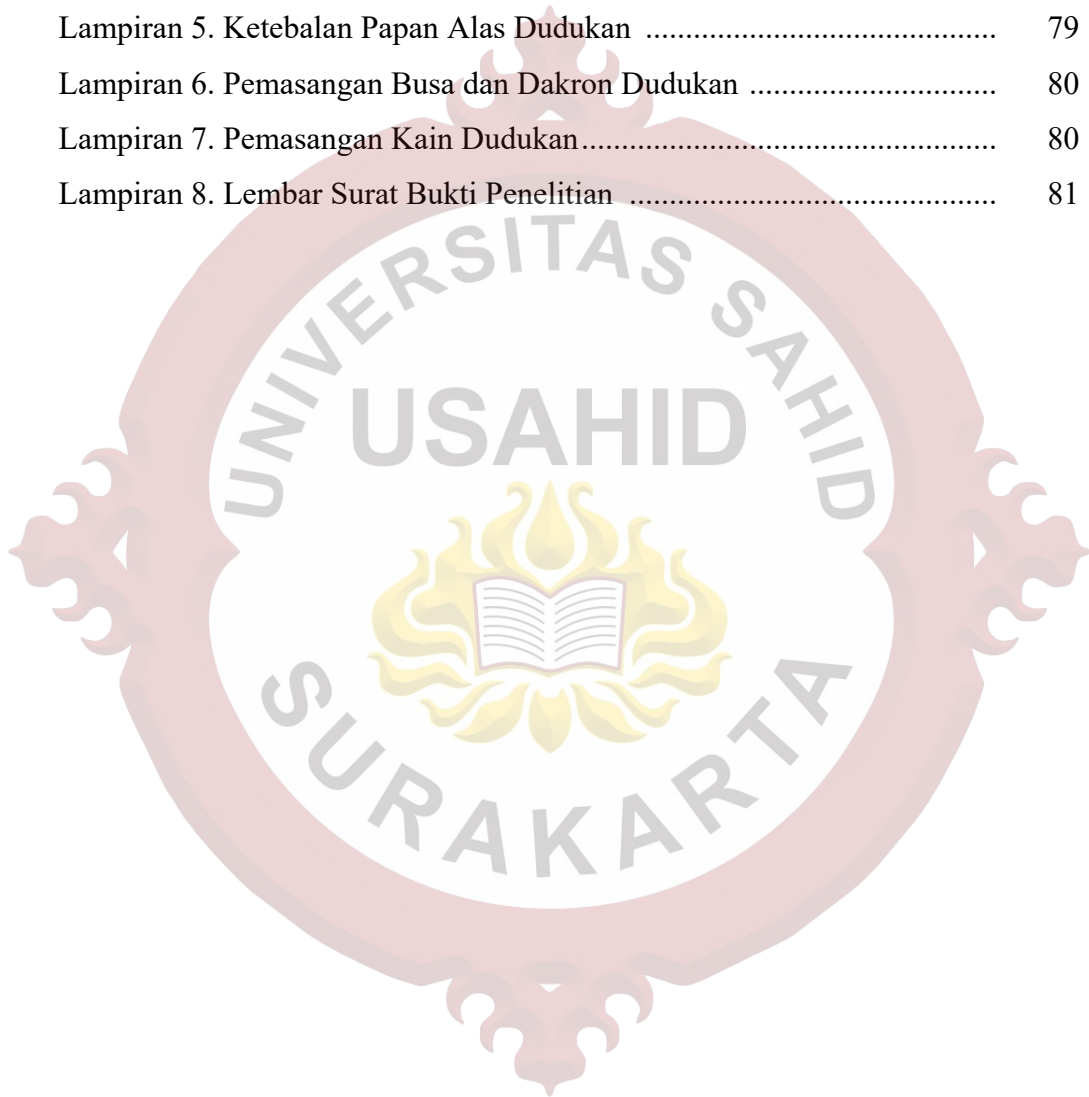 Lampiran 5. Ketebalan Papan Alas Dudukan .......................................... 79
Lampiran 6. Pemasangan Busa dan Dakron Dudukan ............................. 80
Lampiran 7. Pemasangan Kain Dudukan.................................................. 80
Lampiran 8. Lembar Surat Bukti Penelitian ............................................ 81
UNIVERSITAS SAHID
USAHID
SURAKARTA